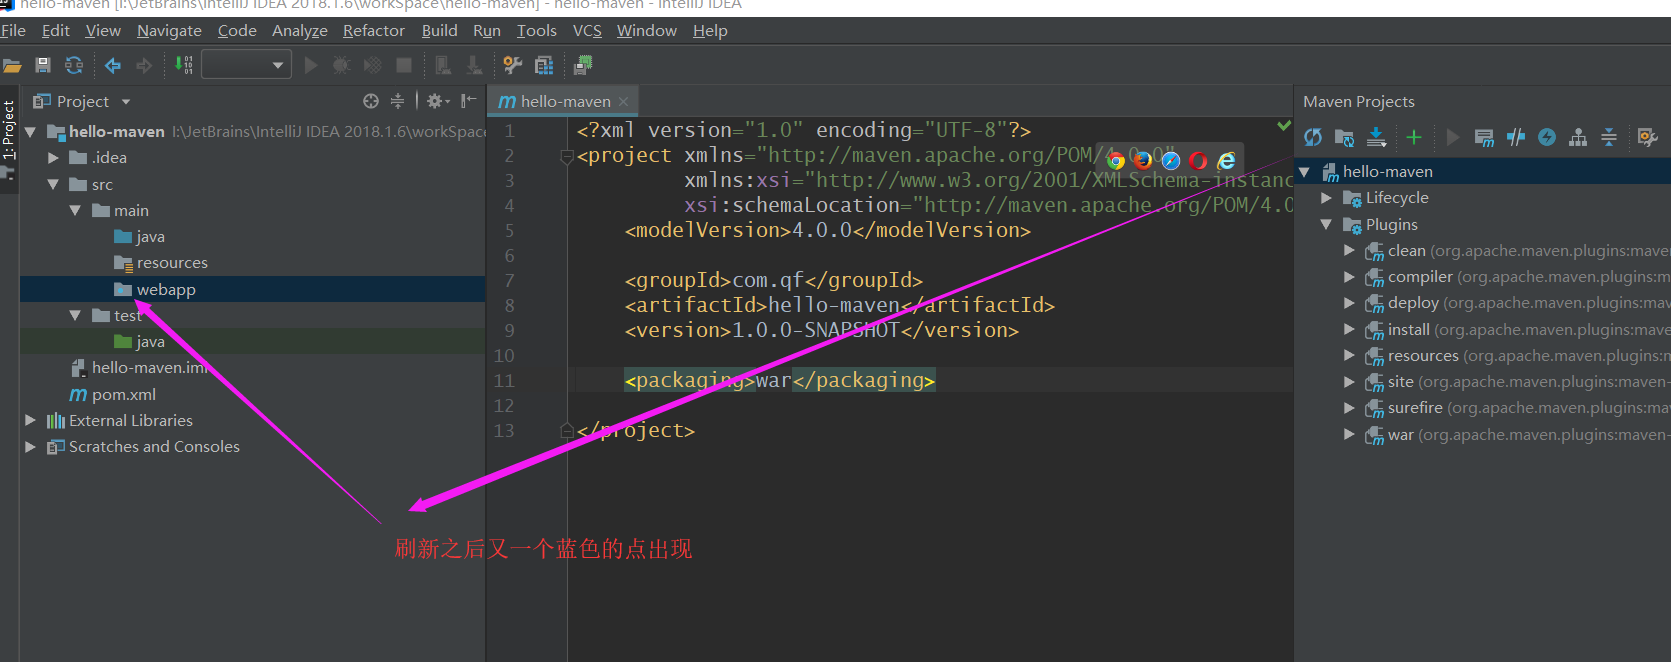 hello-maven [I:\JetBrains\IntelliJ IDEA 2018.1.6\workSpace\hello-maven] - hello-maven - IntelliJ IDEA
File Edit View Navigate Code Analyze Refactor Build Run Tools VCS Window Help
1: Project
Project
hello-maven I:\JetBrains\IntelliJ IDEA 2018.1.6\workSpace
.idea
src
main
java
resources
webapp
test
java
hello-maven.iml
pom.xml
External Libraries
Scratches and Consoles
hello-maven
1 <?xml version="1.0" encoding="UTF-8"?>
2 <project xmlns="http://maven.apache.org/POM/4.0.0"
3 xmlns:xsi="http://www.w3.org/2001/XMLSchema-instanc
4 xsi:schemaLocation="http://maven.apache.org/POM/4.0
5 <modelVersion>4.0.0</modelVersion>
6
7 <groupId>com.qf</groupId>
8 <artifactId>hello-maven</artifactId>
9 <version>1.0.0-SNAPSHOT</version>
10
11 <packaging>war</packaging>
12
13 </project>
刷新之后又一个蓝色的点出现
Maven Projects
hello-maven
Lifecycle
Plugins
clean (org.apache.maven.plugins:maven
compiler (org.apache.maven.plugins:m
deploy (org.apache.maven.plugins:mav
install (org.apache.maven.plugins:mave
resources (org.apache.maven.plugins:m
site (org.apache.maven.plugins:maven-
surefire (org.apache.maven.plugins:ma
war (org.apache.maven.plugins:maven-